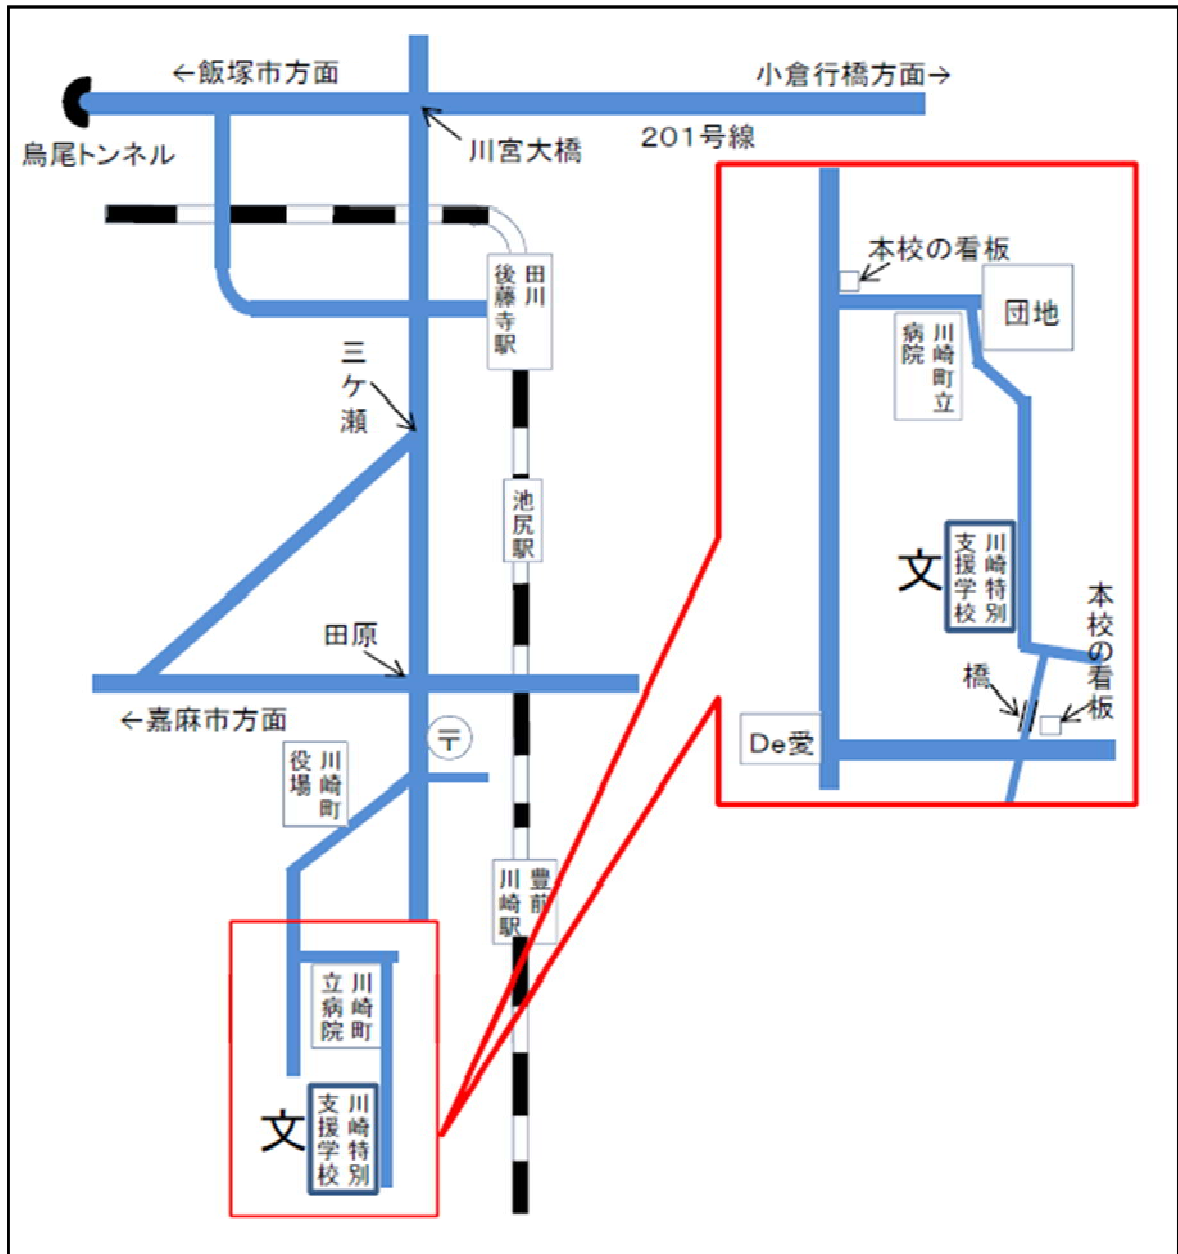 ←飯塚市方面
小倉行橋方面→
201号線
川宮大橋
烏尾トンネル
田川
後藤寺駅
三ケ瀬
池尻駅
田原
←嘉麻市方面
〒
川崎町
役場
豊前
川崎駅
川崎町
立病院
文
川崎特別
支援学校
本校の看板
団地
川崎町立
病院
文
川崎特別
支援学校
本校の看板
橋
De愛